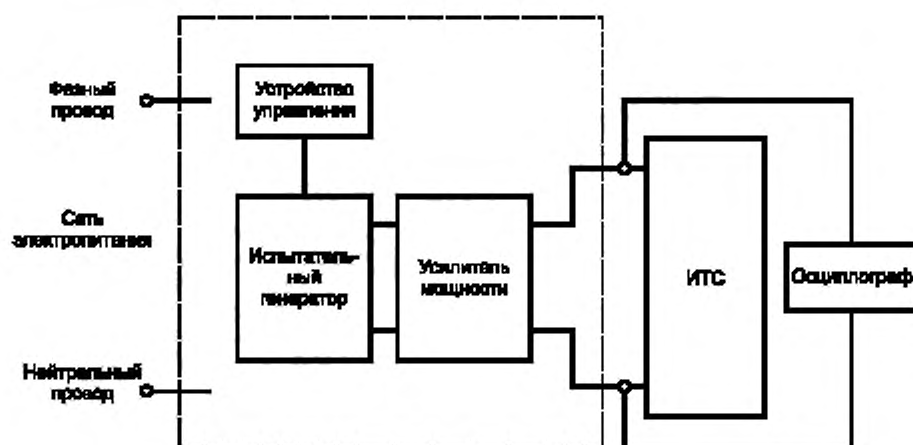 Фазный
провод
Устройство
управления
Сеть
электропитания
Испытатель-
ный
генератор
Усилитель
мощности
ИТС
Осциллограф
Нейтральный
провод